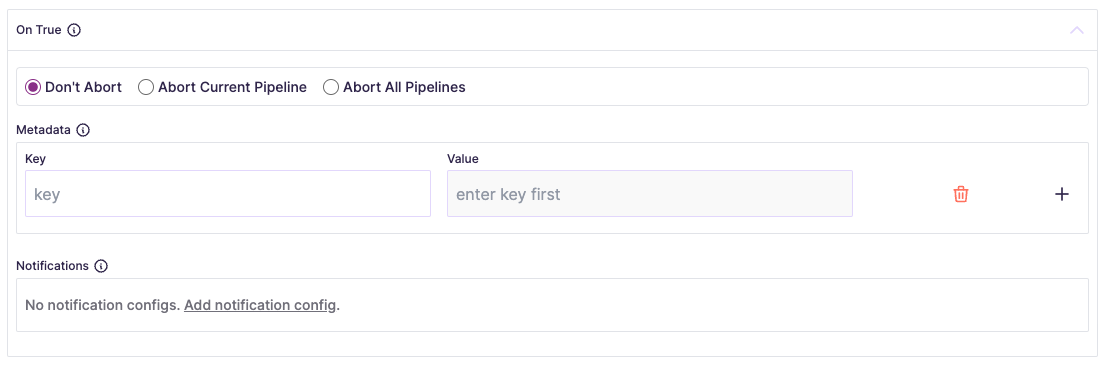 On True
Don't Abort Abort Current Pipeline Abort All Pipelines
Metadata
Key Value
key enter key first
Notifications
No notification configs. Add notification config.